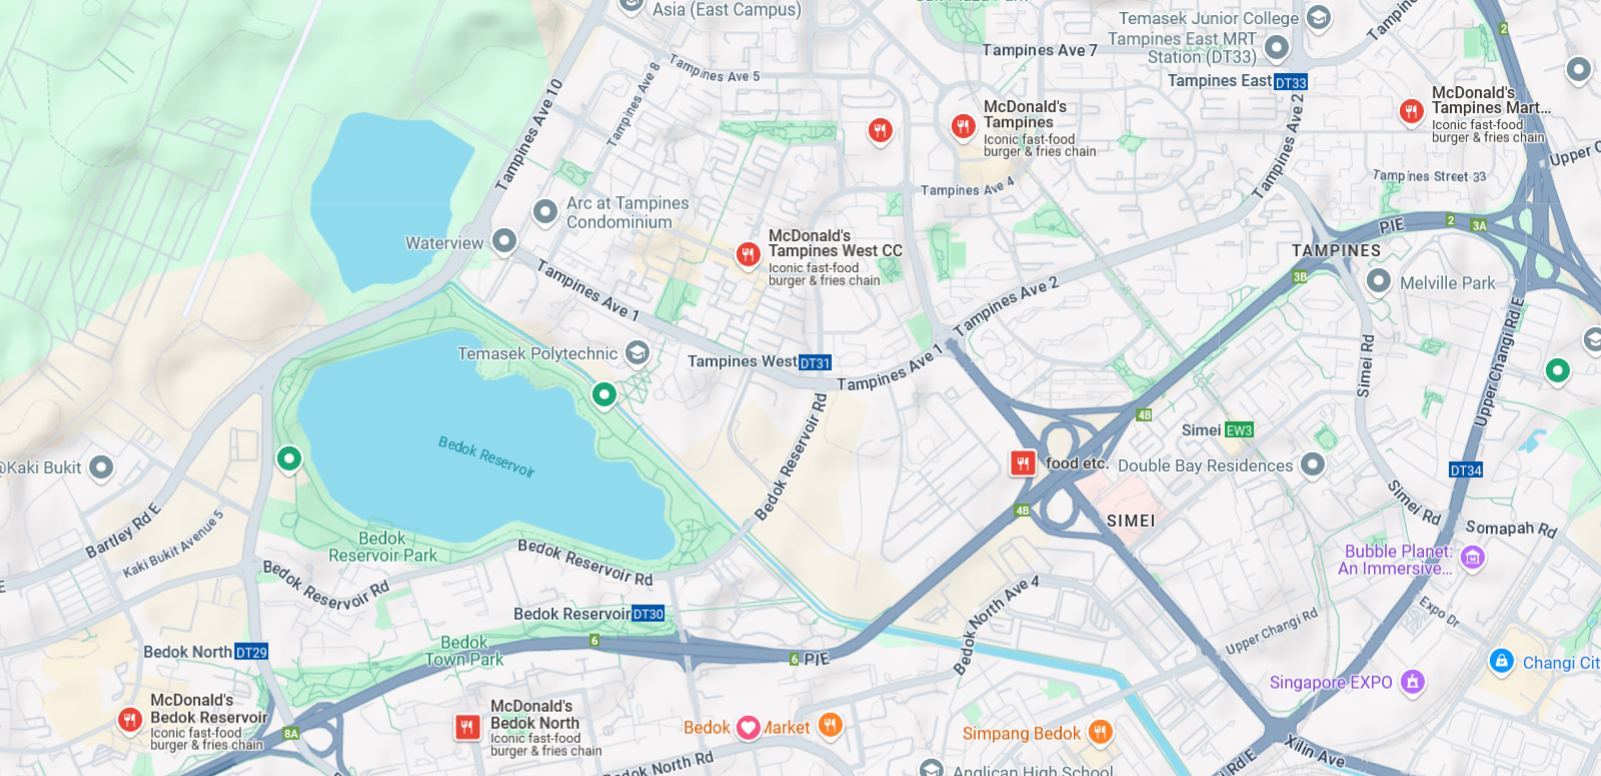 Asia (East Campus)
Temasek Junior College
Tampines Ave 7
Tampines East MRT
Station (DT33)
Tampines East DT33
2
Tampines Ave 5
Tampines Ave 8
Tampines Ave 10
McDonald's
Tampines
Iconic fast-food
burger & fries chain
McDonald's
Tampines Mart...
Iconic fast-food
burger & fries chain
Tampines Ave 2
Tampines Street 33
Tampines Ave 4
Arc at Tampines
Condominium
Waterview
McDonald's
Tampines West CC
Iconic fast-food
burger & fries chain
PIE
2
3A
TAMPINES
3B
Melville Park
Tampines Ave 1
Tampines Ave 2
Temasek Polytechnic
Tampines West DT31
Tampines Ave 1
Simei Rd
Upper Changi Rd E
4B
Simei EW3
Bedok Reservoir
Bedok Reservoir Rd
@Kaki Bukit
food etc.
Double Bay Residences
DT34
4B
SIMEI
Simei Rd
Somapah Rd
Bartley Rd E
Kaki Bukit Avenue 5
Bedok
Reservoir Park
Bedok Reservoir Rd
Bedok Reservoir Rd
Bubble Planet:
An Immersive...
Bedok North Ave 4
Expo Dr
Bedok Reservoir DT30
Upper Changi Rd
Bedok North DT29
Bedok
Town Park
6
6
PIE
Changi Cit
Singapore EXPO
McDonald's
Bedok Reservoir
Iconic fast-food
burger & fries chain
8A
McDonald's
Bedok North
Iconic fast-food
burger & fries chain
Bedok Market
Simpang Bedok
Xilin Ave
Bedok North Rd
Anglican High School
Rd E